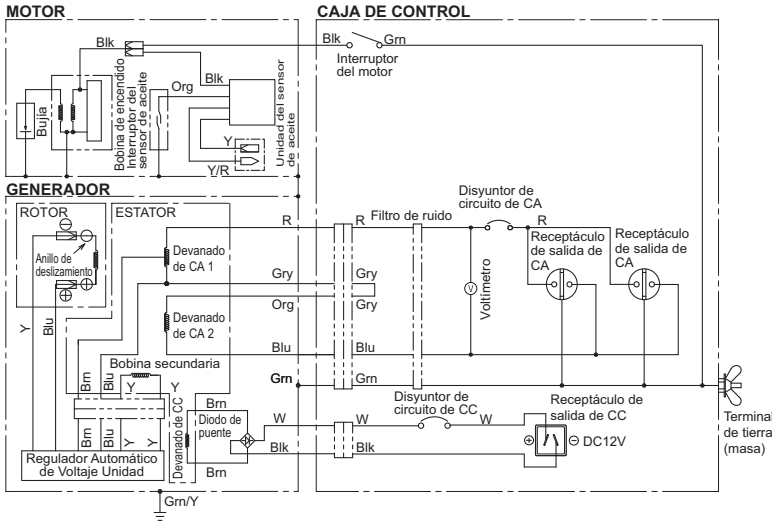 MOTOR
CAJA DE CONTROL
Blk
Blk
Grn
Interruptor
del motor
Blk
Org
Bujía
Bobina de encendido
Interruptor del
sensor de aceite
Unidad del sensor
de aceite
Y
Y/R
GENERADOR
ROTOR
ESTATOR
⊖
Anillo de
deslizamiento
⊕
Devanado
de CA 1
Devanado
de CA 2
R
R
Filtro de ruido
Disyuntor de
circuito de CA
R
Receptáculo
de salida de
CA
Receptáculo
de salida de
CA
Gry
Gry
Org
Gry
V
Voltímetro
Blu
Blu
Grn
Grn
Y
Blu
Bobina secundaria
Brn
Blu
Y
Y
Brn
Blu
Y
Y
Regulador Automático
de Voltaje Unidad
Devanado de CC
Brn
Diodo de
puente
Brn
W
W
Disyuntor de
circuito de CC
W
Blk
Blk
Receptáculo de
salida de CC
⊕
⊖ DC12V
Terminal
de tierra
(masa)
Grn/Y